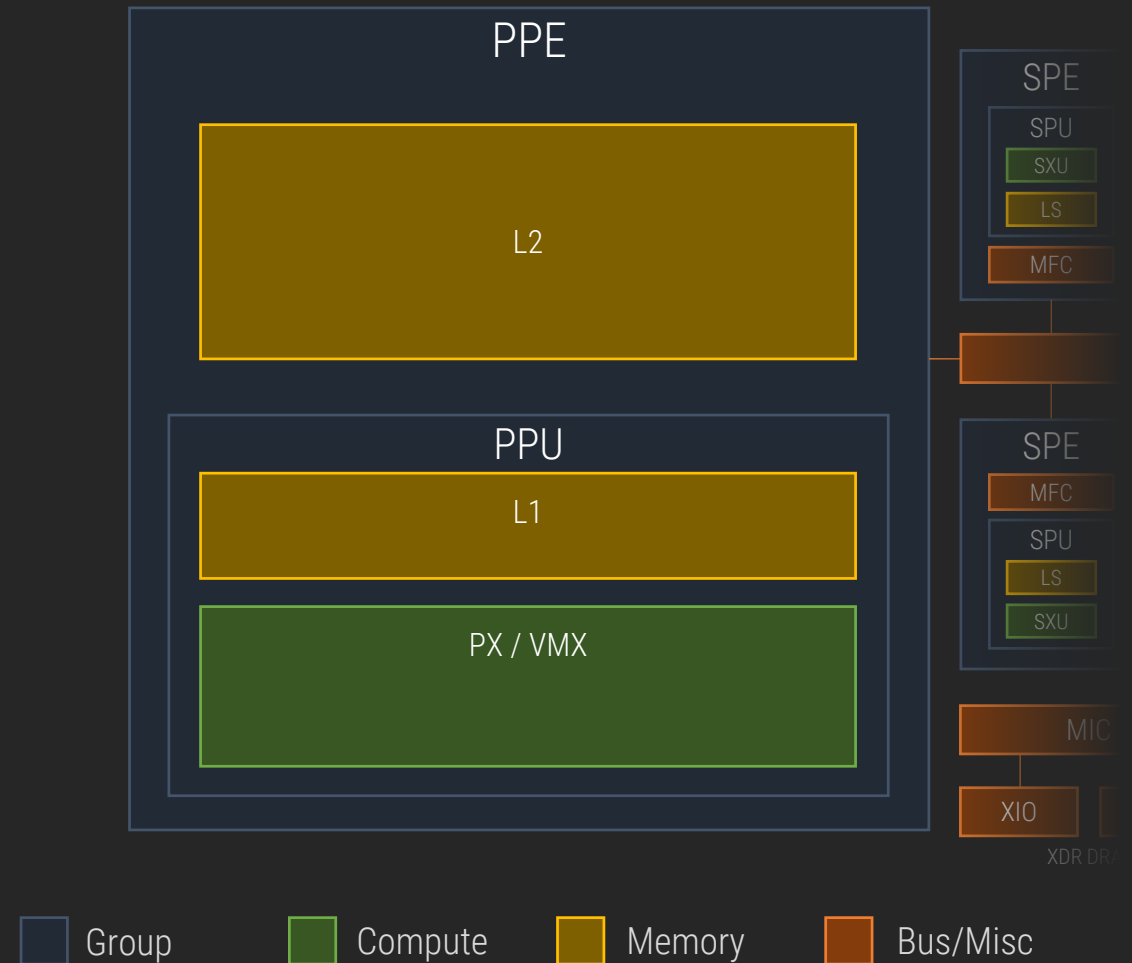 PPE
L2
PPU
L1
PX / VMX
SPE
SPU
SXU
LS
MFC
SPE
MFC
SPU
LS
SXU
MIC
XIO
XDR
Group
Compute
Memory
Bus/Misc